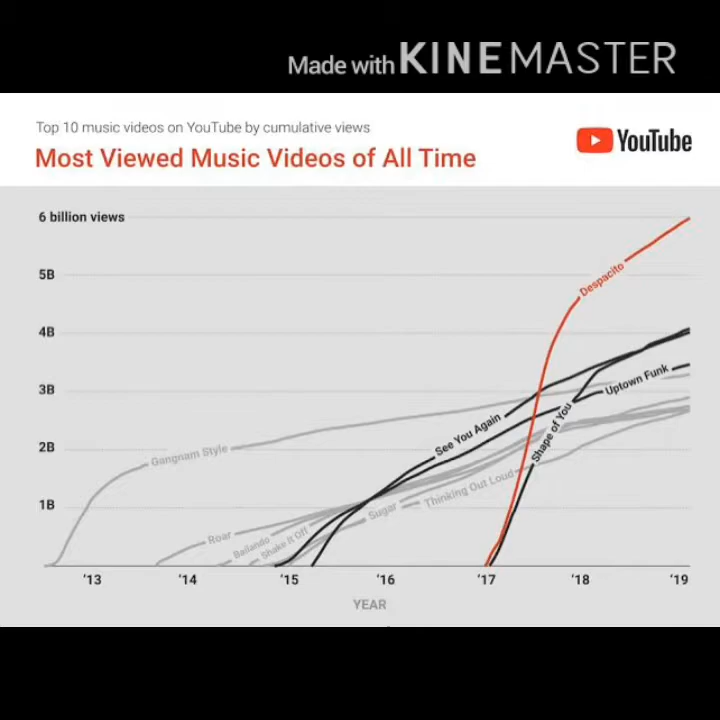 Made with KINEMASTER
Top 10 music videos on YouTube by cumulative views
Most Viewed Music Videos of All Time
YouTube
6 billion views
5B
4B
3B
2B
1B
Despacito
Uptown Funk
See You Again
Shape of You
Gangnam Style
Thinking Out Loud
Sugar
Roar
Bailando
Shake It Off
'13 '14 '15 '16 '17 '18 '19
YEAR